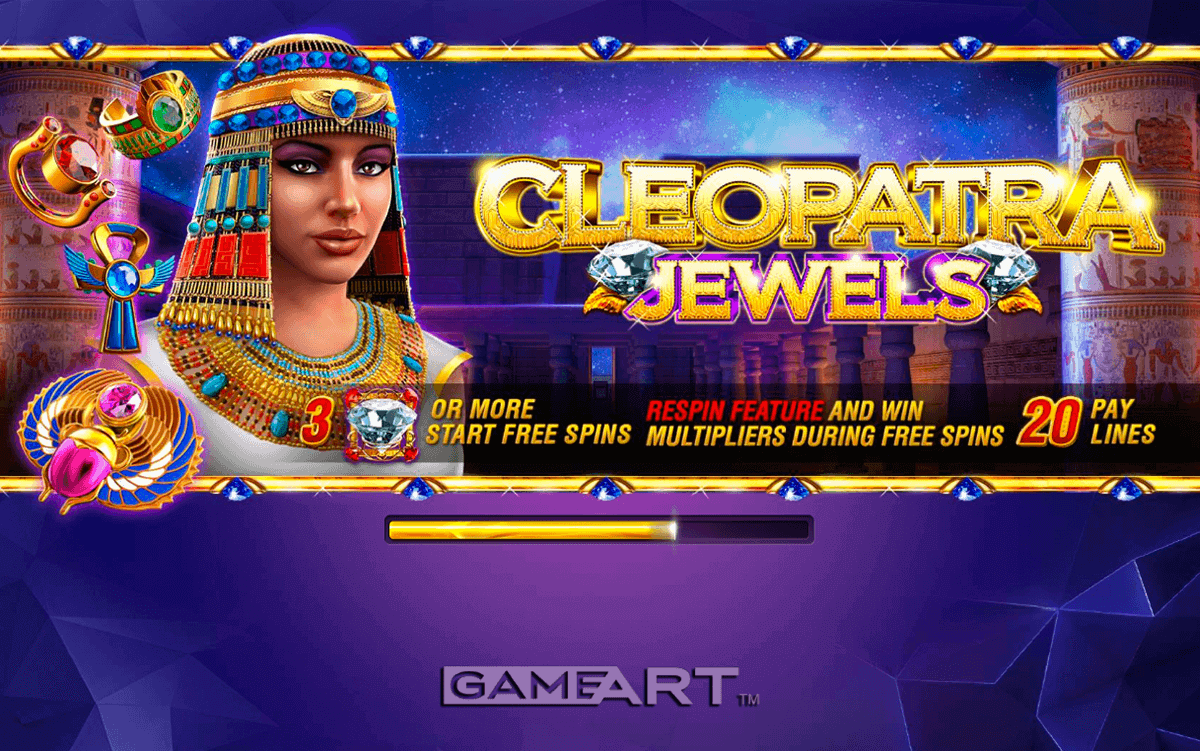 CLEOPATRA
JEWELS
3 OR MORE
START FREE SPINS
RESPIN FEATURE AND WIN
MULTIPLIERS DURING FREE SPINS
20 PAY
LINES
GAMEART™